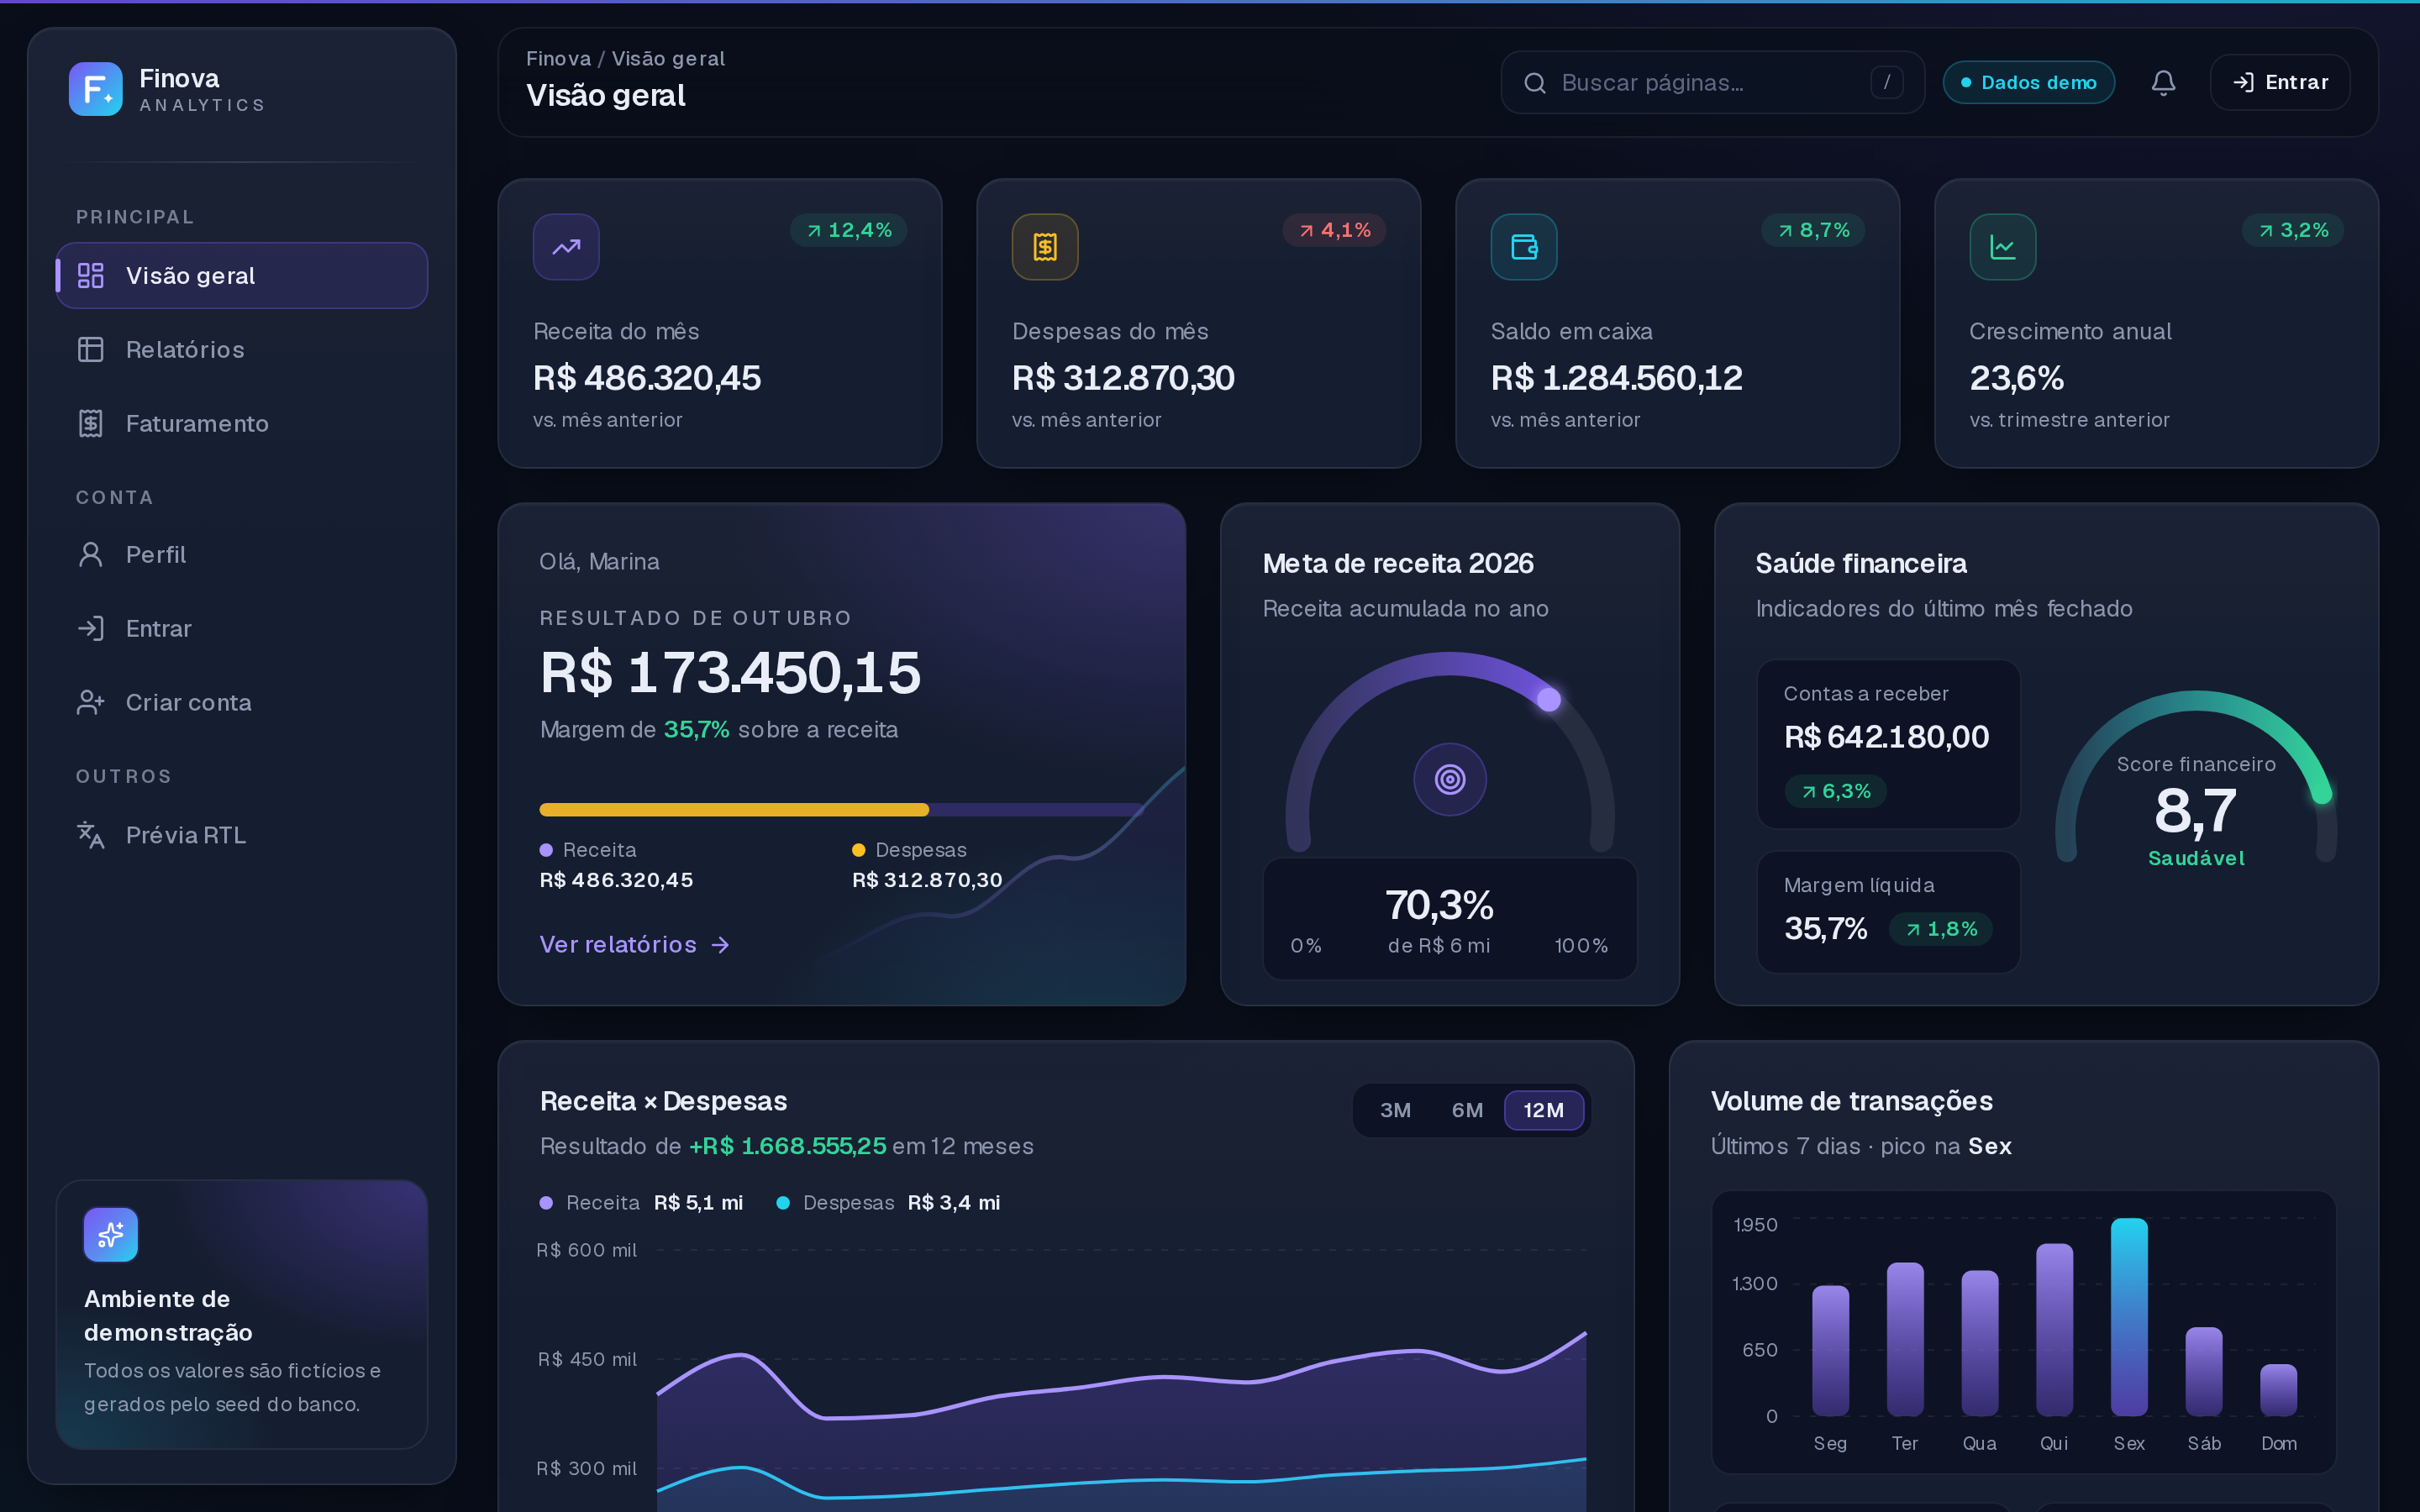 Finova
ANALYTICS
PRINCIPAL
Visão geral
Relatórios
Faturamento
CONTA
Perfil
Entrar
Criar conta
OUTROS
Prévia RTL
Ambiente de
demonstração
Todos os valores são fictícios e
gerados pelo seed do banco.
Finova / Visão geral
Visão geral
Buscar páginas...
/
Dados demo
Entrar
12,4%
Receita do mês
R$ 486.320,45
vs. mês anterior
4,1%
Despesas do mês
R$ 312.870,30
vs. mês anterior
8,7%
Saldo em caixa
R$ 1.284.560,12
vs. mês anterior
3,2%
Crescimento anual
23,6%
vs. trimestre anterior
Olá, Marina
RESULTADO DE OUTUBRO
R$ 173.450,15
Margem de 35,7% sobre a receita
Receita
R$ 486.320,45
Despesas
R$ 312.870,30
Ver relatórios
Meta de receita 2026
Receita acumulada no ano
70,3%
0%
de R$ 6 mi
100%
Saúde financeira
Indicadores do último mês fechado
Contas a receber
R$ 642.180,00
6,3%
Margem líquida
35,7%
1,8%
Score financeiro
8,7
Saudável
Receita × Despesas
Resultado de +R$ 1.668.555,25 em 12 meses
3M
6M
12M
Receita R$ 5,1 mi
Despesas R$ 3,4 mi
R$ 600 mil
R$ 450 mil
R$ 300 mil
Volume de transações
Últimos 7 dias · pico na Sex
1.950
1.300
650
0
Seg
Ter
Qua
Qui
Sex
Sáb
Dom